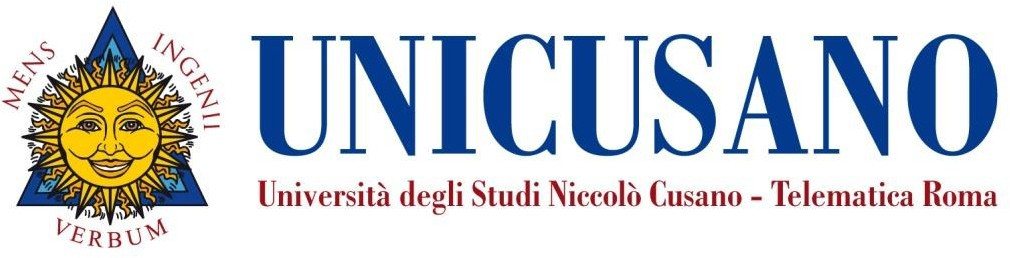 MENS INGENII VERBUM
UNICUSANO
Università degli Studi Niccolò Cusano - Telematica Roma